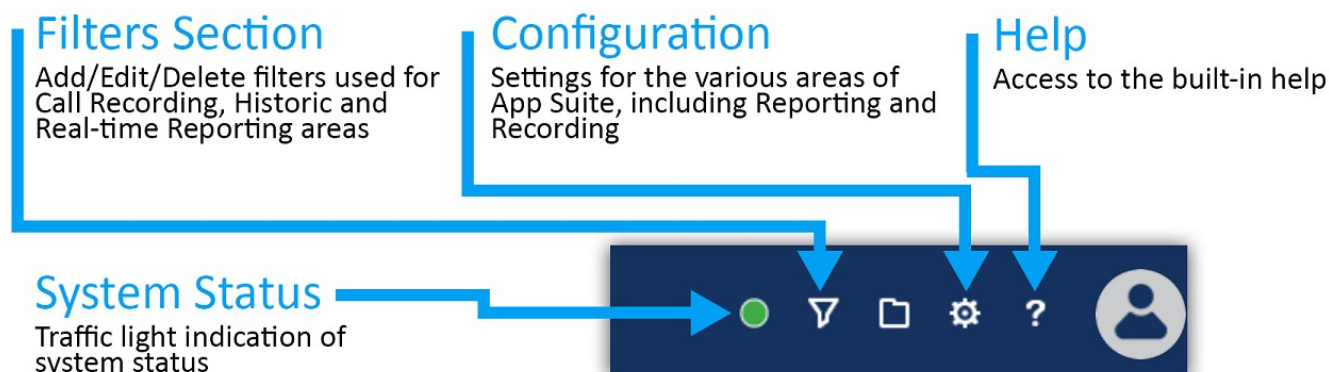 Filters Section
Add/Edit/Delete filters used for
Call Recording, Historic and
Real-time Reporting areas
Configuration
Settings for the various areas of
App Suite, including Reporting and
Recording
Help
Access to the built-in help
System Status
Traffic light indication of
system status
?